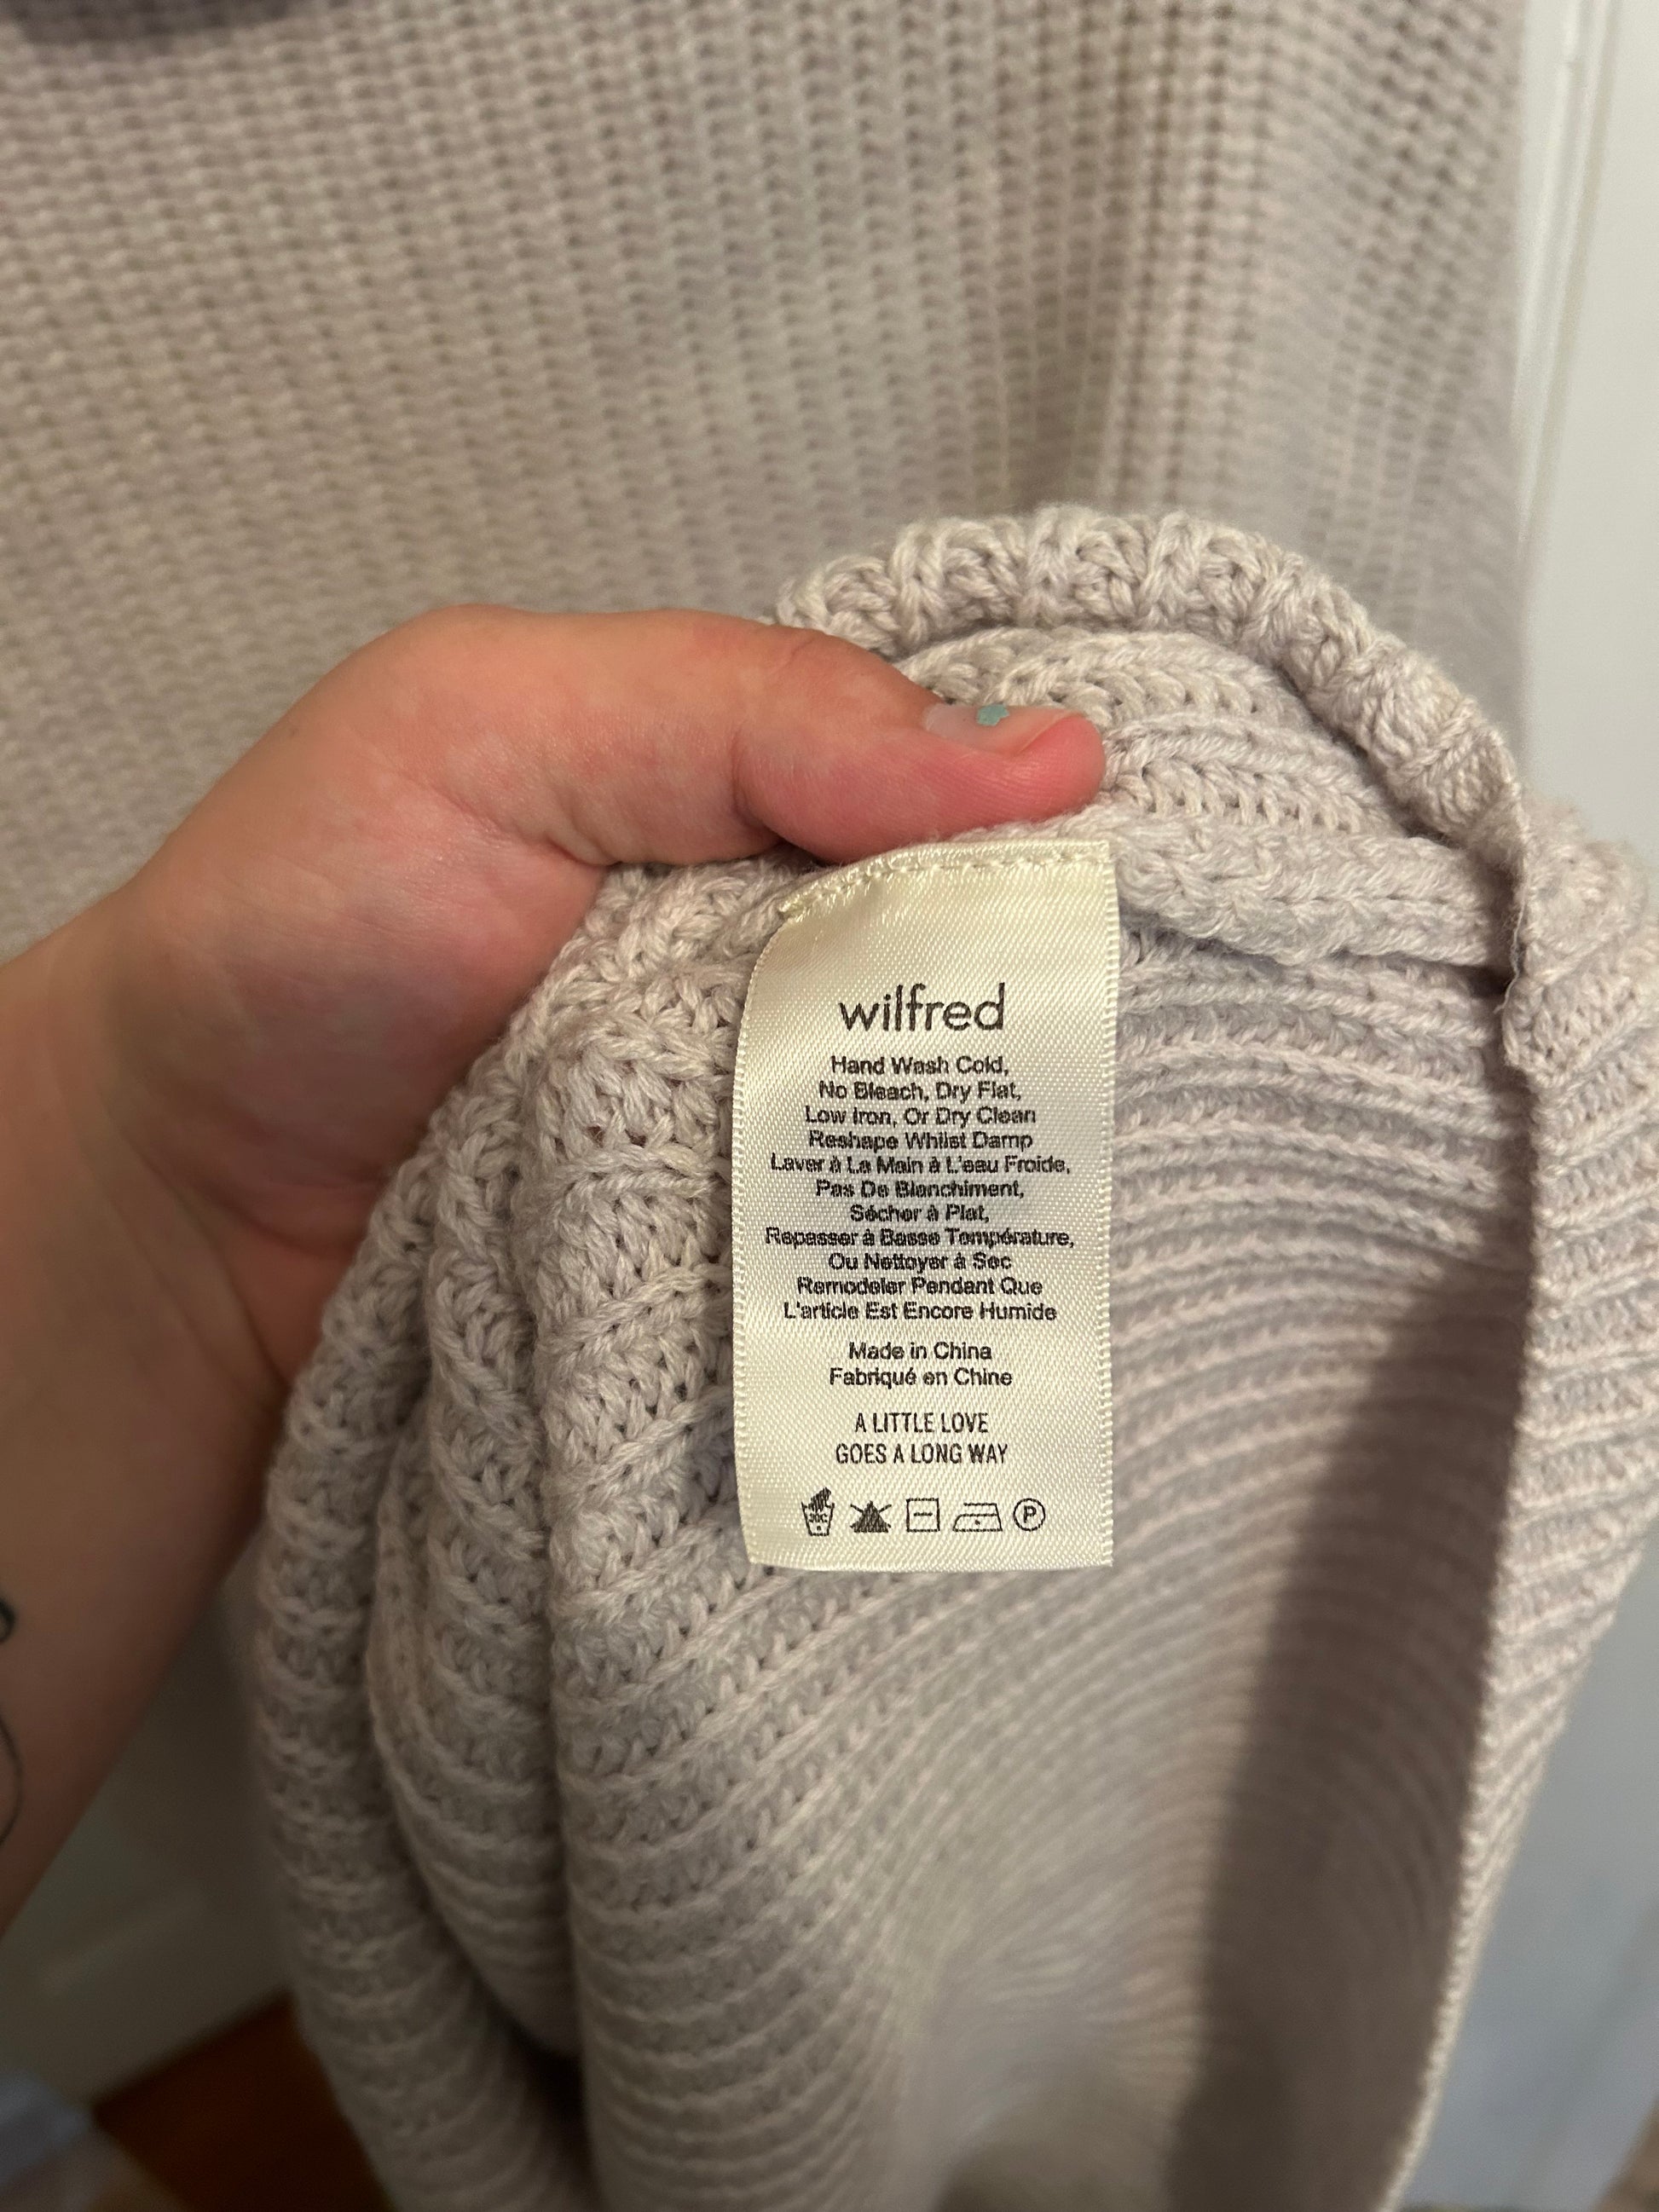 wilfred
Hand Wash Cold,
No Bleach, Dry Flat,
Low Iron, Or Dry Clean
Reshape Whilst Damp
Laver à La Main à L'eau Froide,
Pas De Blanchiment,
Sécher à Plat,
Repasser à Basse Température,
Ou Nettoyer à Sec
Remodeler Pendant Que
L'article Est Encore Humide
Made in China
Fabriqué en Chine
A LITTLE LOVE
GOES A LONG WAY
30C P